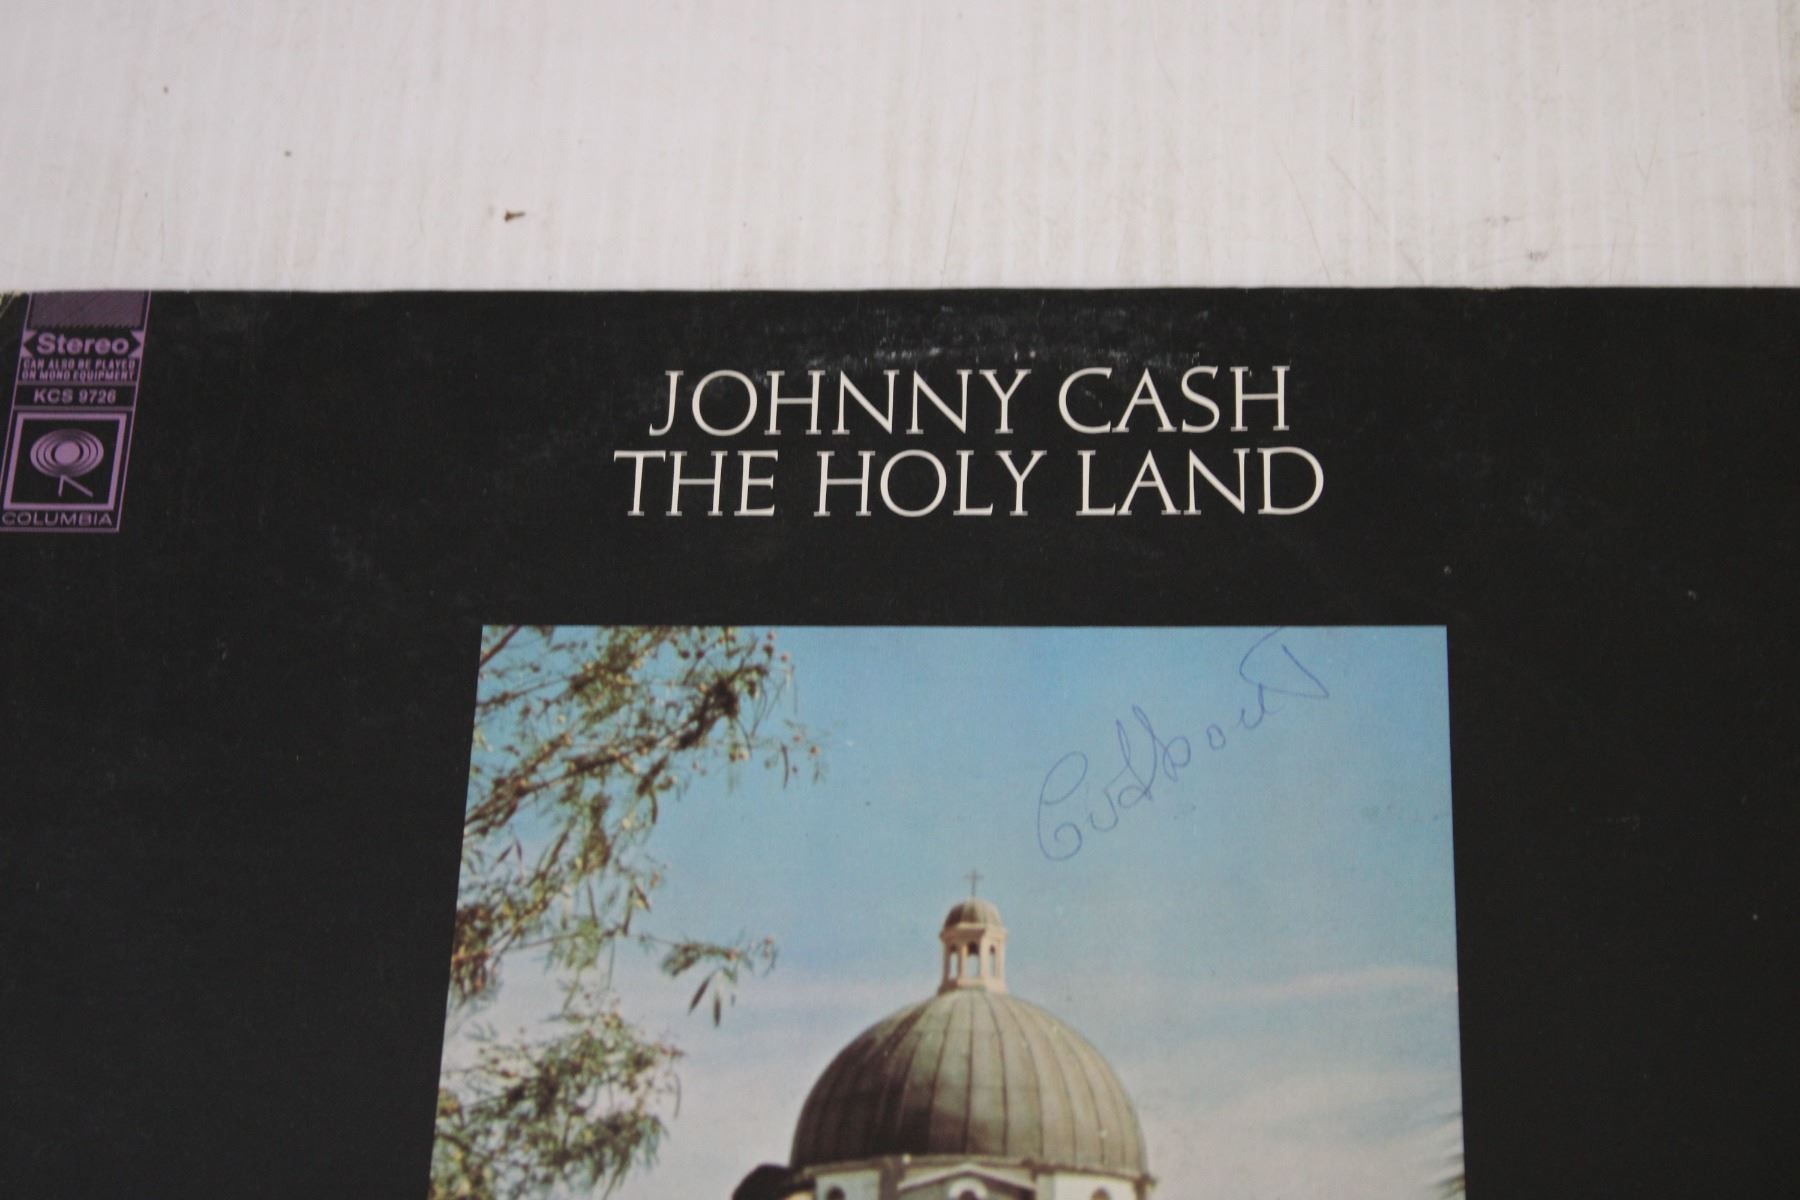 Stereo
CAN ALSO BE PLAYED
ON MONO EQUIPMENT
KCS 9726
COLUMBIA
JOHNNY CASH
THE HOLY LAND